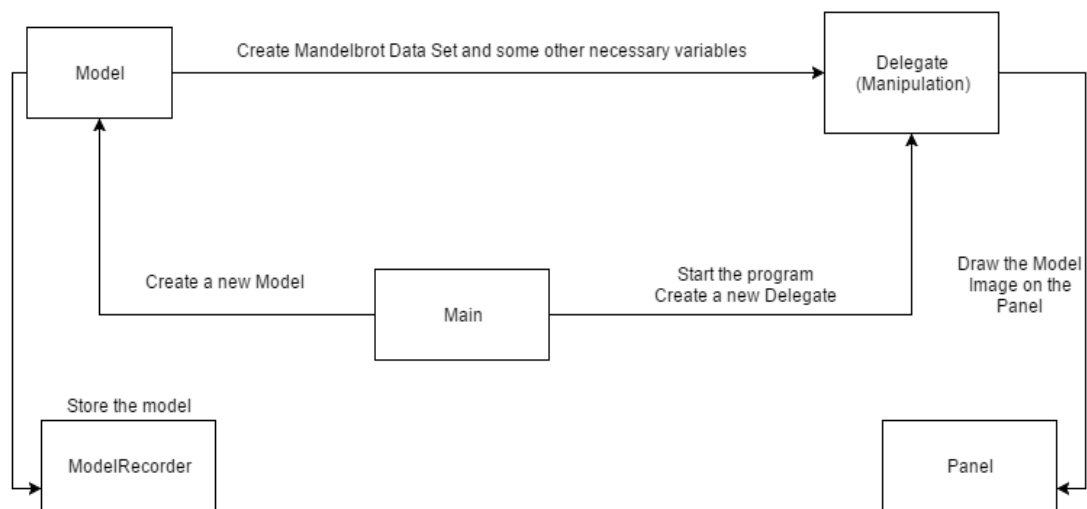 Model
Create Mandelbrot Data Set and some other necessary variables
Delegate
(Manipulation)
Create a new Model
Main
Start the program
Create a new Delegate
Draw the Model
Image on the
Panel
Store the model
ModelRecorder
Panel